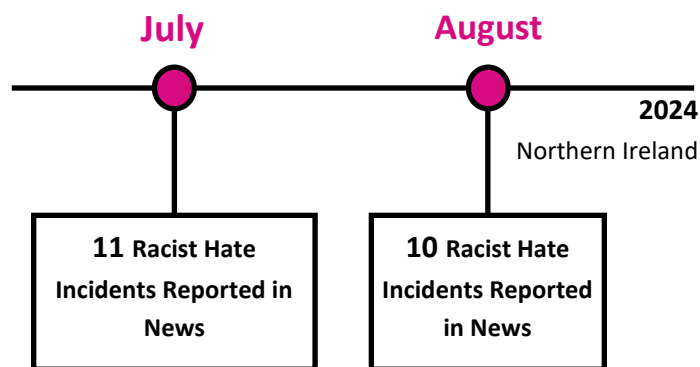 July
August
2024
Northern Ireland
11 Racist Hate
Incidents Reported in
News
10 Racist Hate
Incidents Reported
in News